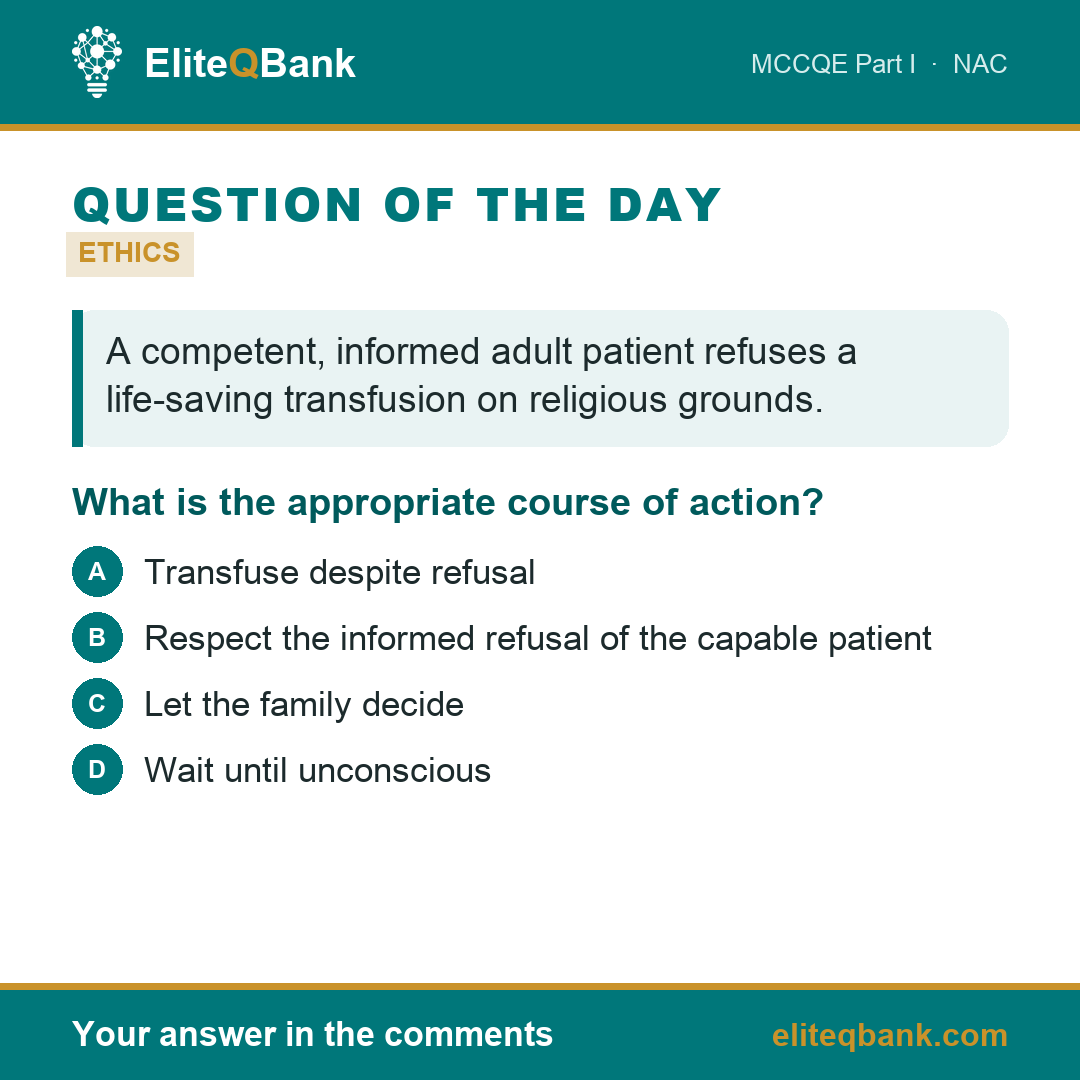 EliteQBank
MCCQE Part I · NAC
QUESTION OF THE DAY
ETHICS
A competent, informed adult patient refuses a
life-saving transfusion on religious grounds.
What is the appropriate course of action?
A Transfuse despite refusal
B Respect the informed refusal of the capable patient
C Let the family decide
D Wait until unconscious
Your answer in the comments
eliteqbank.com